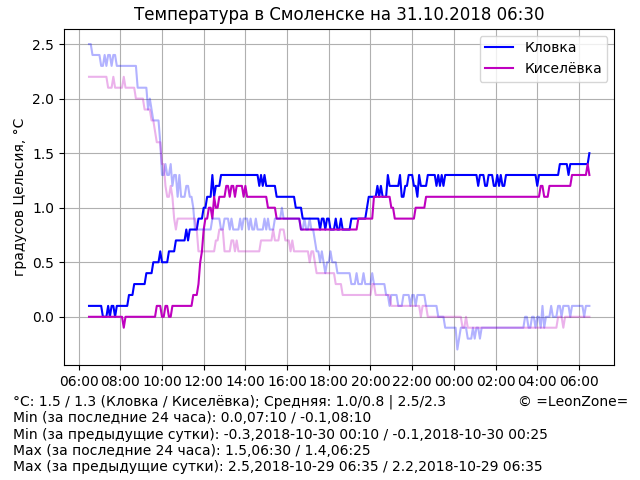 Температура в Смоленске на 31.10.2018 06:30
Кловка
Киселёвка
градусов Цельсия, °C
2.5
2.0
1.5
1.0
0.5
0.0
06:00 08:00 10:00 12:00 14:00 16:00 18:00 20:00 22:00 00:00 02:00 04:00 06:00
°C: 1.5 / 1.3 (Кловка / Киселёвка); Средняя: 1.0/0.8 | 2.5/2.3 © =LeonZone=
Min (за последние 24 часа): 0.0,07:10 / -0.1,08:10
Min (за предыдущие сутки): -0.3,2018-10-30 00:10 / -0.1,2018-10-30 00:25
Max (за последние 24 часа): 1.5,06:30 / 1.4,06:25
Max (за предыдущие сутки): 2.5,2018-10-29 06:35 / 2.2,2018-10-29 06:35